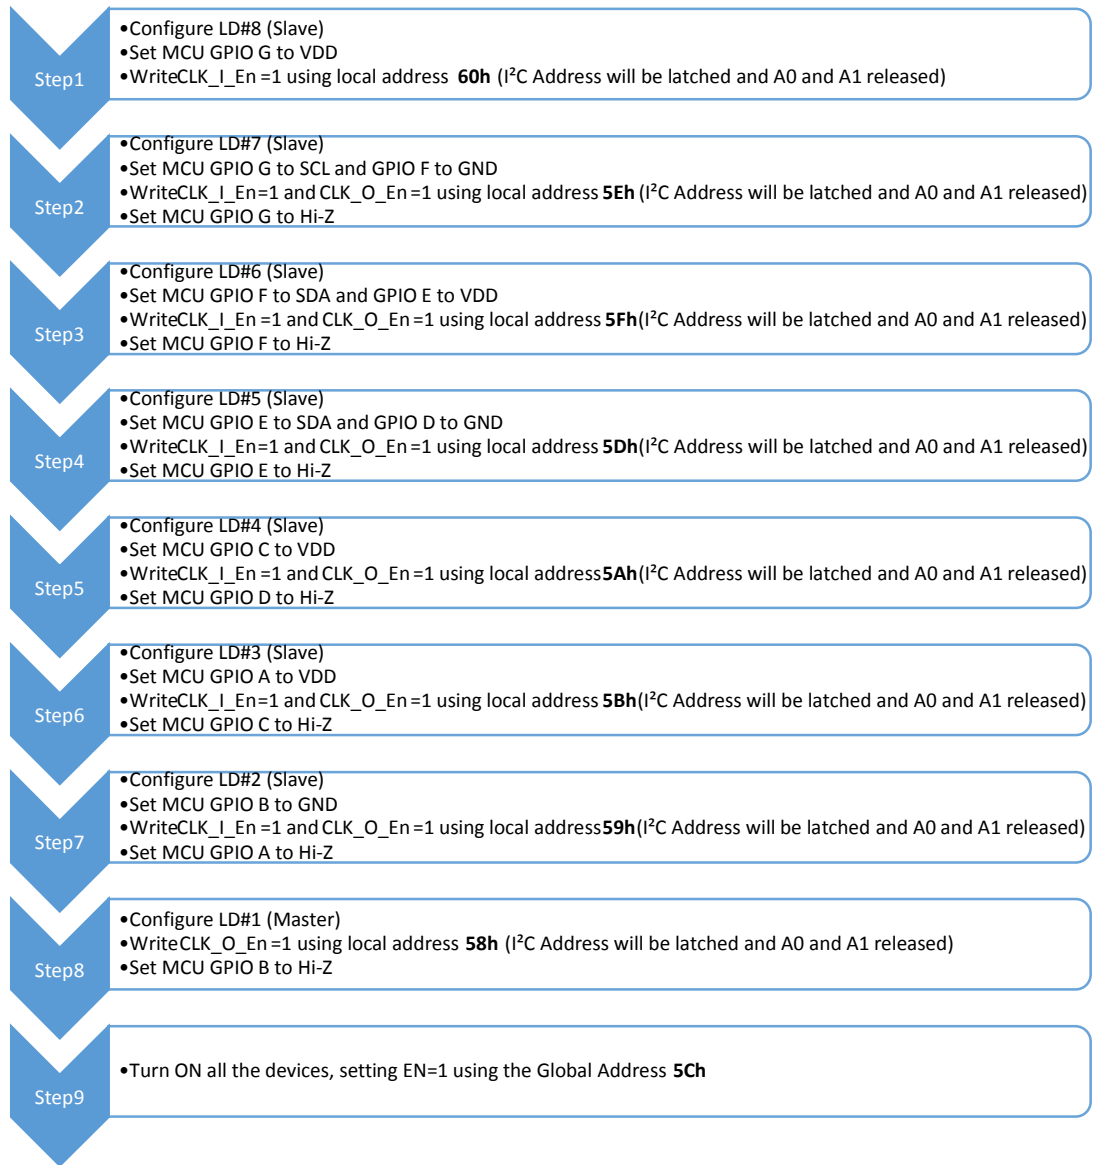 Step1
•Configure LD#8 (Slave)
•Set MCU GPIO G to VDD
•WriteCLK_I_En =1 using local address 60h (I²C Address will be latched and A0 and A1 released)
Step2
•Configure LD#7 (Slave)
•Set MCU GPIO G to SCL and GPIO F to GND
•WriteCLK_I_En=1 and CLK_O_En =1 using local address 5Eh (I²C Address will be latched and A0 and A1 released)
•Set MCU GPIO G to Hi-Z
Step3
•Configure LD#6 (Slave)
•Set MCU GPIO F to SDA and GPIO E to VDD
•WriteCLK_I_En =1 and CLK_O_En =1 using local address 5Fh(I²C Address will be latched and A0 and A1 released)
•Set MCU GPIO F to Hi-Z
Step4
•Configure LD#5 (Slave)
•Set MCU GPIO E to SDA and GPIO D to GND
•WriteCLK_I_En=1 and CLK_O_En =1 using local address 5Dh(I²C Address will be latched and A0 and A1 released)
•Set MCU GPIO E to Hi-Z
Step5
•Configure LD#4 (Slave)
•Set MCU GPIO C to VDD
•WriteCLK_I_En =1 and CLK_O_En =1 using local address5Ah(I²C Address will be latched and A0 and A1 released)
•Set MCU GPIO D to Hi-Z
Step6
•Configure LD#3 (Slave)
•Set MCU GPIO A to VDD
•WriteCLK_I_En=1 and CLK_O_En =1 using local address 5Bh(I²C Address will be latched and A0 and A1 released)
•Set MCU GPIO C to Hi-Z
Step7
•Configure LD#2 (Slave)
•Set MCU GPIO B to GND
•WriteCLK_I_En =1 and CLK_O_En =1 using local address59h(I²C Address will be latched and A0 and A1 released)
•Set MCU GPIO A to Hi-Z
Step8
•Configure LD#1 (Master)
•WriteCLK_O_En =1 using local address 58h (I²C Address will be latched and A0 and A1 released)
•Set MCU GPIO B to Hi-Z
Step9
•Turn ON all the devices, setting EN=1 using the Global Address 5Ch